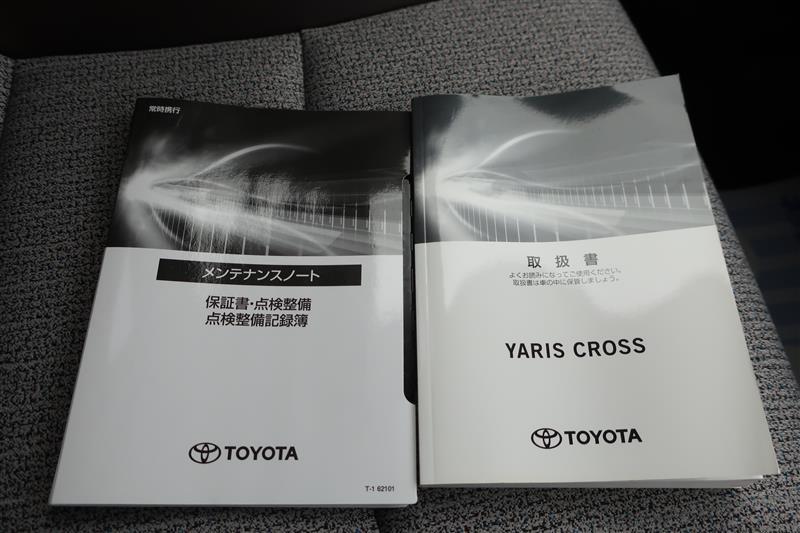 常時携行
メンテナンスノート
保証書・点検整備
点検整備記録簿
TOYOTA
T-1 62101
取扱書
よくお読みになってご使用ください。
取扱書は車の中に保管しましょう。
YARIS CROSS
TOYOTA